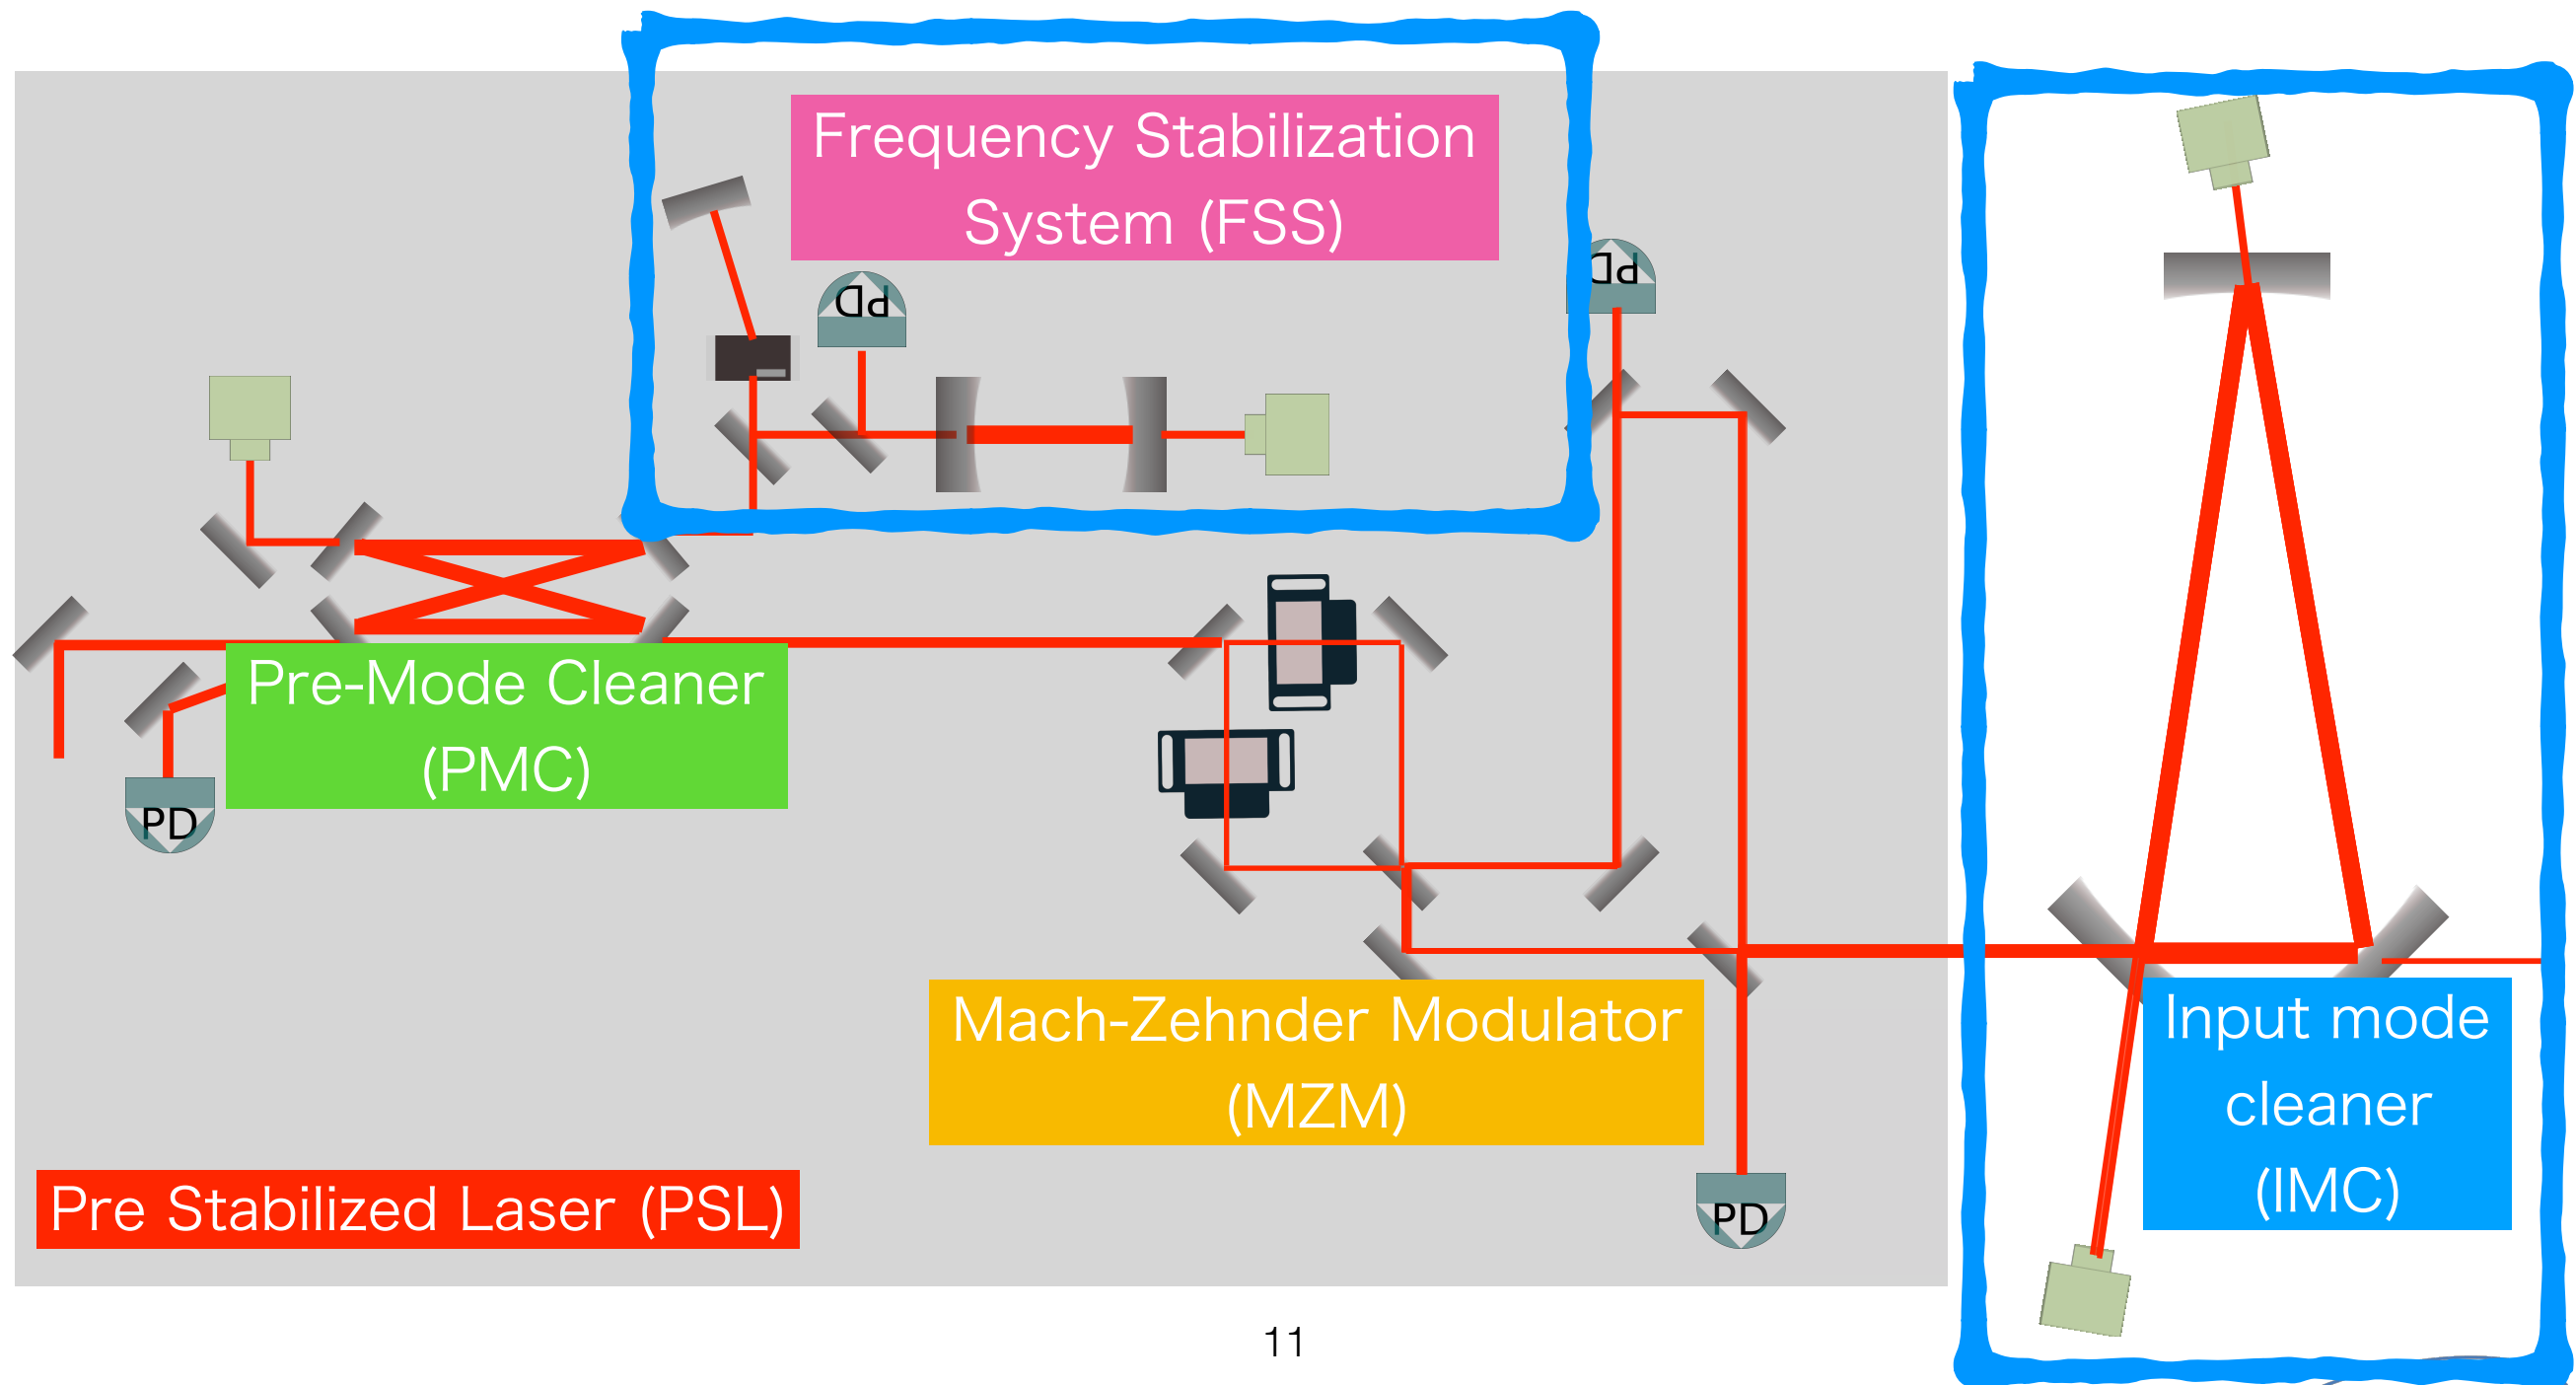 Frequency Stabilization
System (FSS)
PD
PD
Pre-Mode Cleaner
(PMC)
PD
Mach-Zehnder Modulator
(MZM)
Input mode
cleaner
(IMC)
Pre Stabilized Laser (PSL)
PD
11